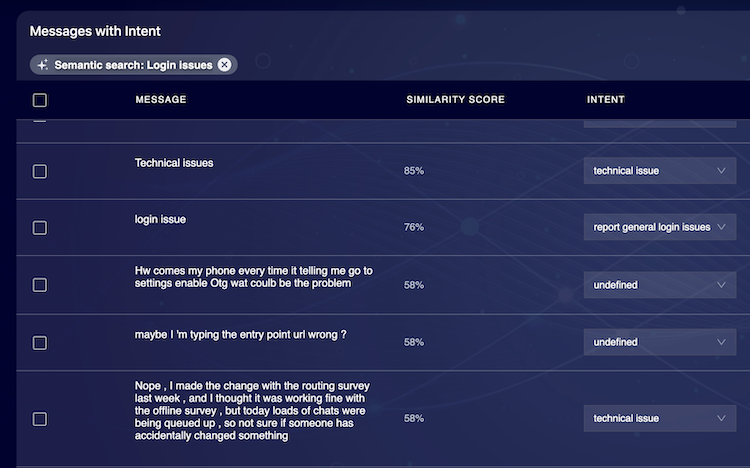 Messages with Intent
Semantic search: Login issues
MESSAGE SIMILARITY SCORE INTENT
Technical issues
85% technical issue
login issue
76% report general login issues
Hw comes my phone every time it telling me go to
settings enable Otg wat coulb be the problem
58% undefined
maybe I 'm typing the entry point url wrong ?
58% undefined
Nope , I made the change with the routing survey
last week , and I thought it was working fine with
the offline survey , but today loads of chats were
being queued up , so not sure if someone has
accidentally changed something
58% technical issue